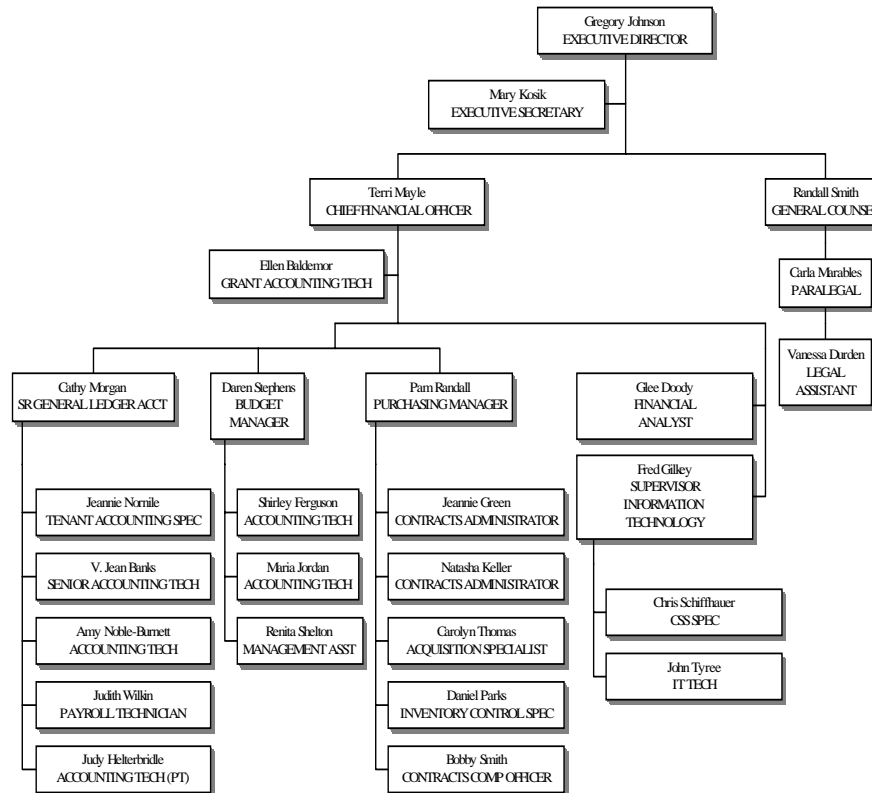 Gregory Johnson
EXECUTIVE DIRECTOR
Mary Kosik
EXECUTIVE SECRETARY
Terri Mayle
CHIEF FINANCIAL OFFICER
Randall Smith
GENERAL COUNSE
Ellen Baldemor
GRANT ACCOUNTING TECH
Carla Marables
PARALEGAL
Vanessa Durden
LEGAL
ASSISTANT
Cathy Morgan
SR GENERAL LEDGER ACCT
Daren Stephens
BUDGET
MANAGER
Pam Randall
PURCHASING MANAGER
Glee Doody
FINANCIAL
ANALYST
Fred Gilkey
SUPERVISOR
INFORMATION
TECHNOLOGY
Jeannie Nornile
TENANT ACCOUNTING SPEC
V. Jean Banks
SENIOR ACCOUNTING TECH
Amy Noble-Burnett
ACCOUNTING TECH
Judith Wilkin
PAYROLL TECHNICIAN
Judy Helterbridle
ACCOUNTING TECH (PT)
Shirley Ferguson
ACCOUNTING TECH
Maria Jordan
ACCOUNTING TECH
Renita Shelton
MANAGEMENT ASST
Jeannie Green
CONTRACTS ADMINISTRATOR
Natasha Keller
CONTRACTS ADMINISTRATOR
Carolyn Thomas
ACQUISITION SPECIALIST
Daniel Parks
INVENTORY CONTROL SPEC
Bobby Smith
CONTRACTS COMP OFFICER
Chris Schiffhauer
CSS SPEC
John Tyree
IT TECH